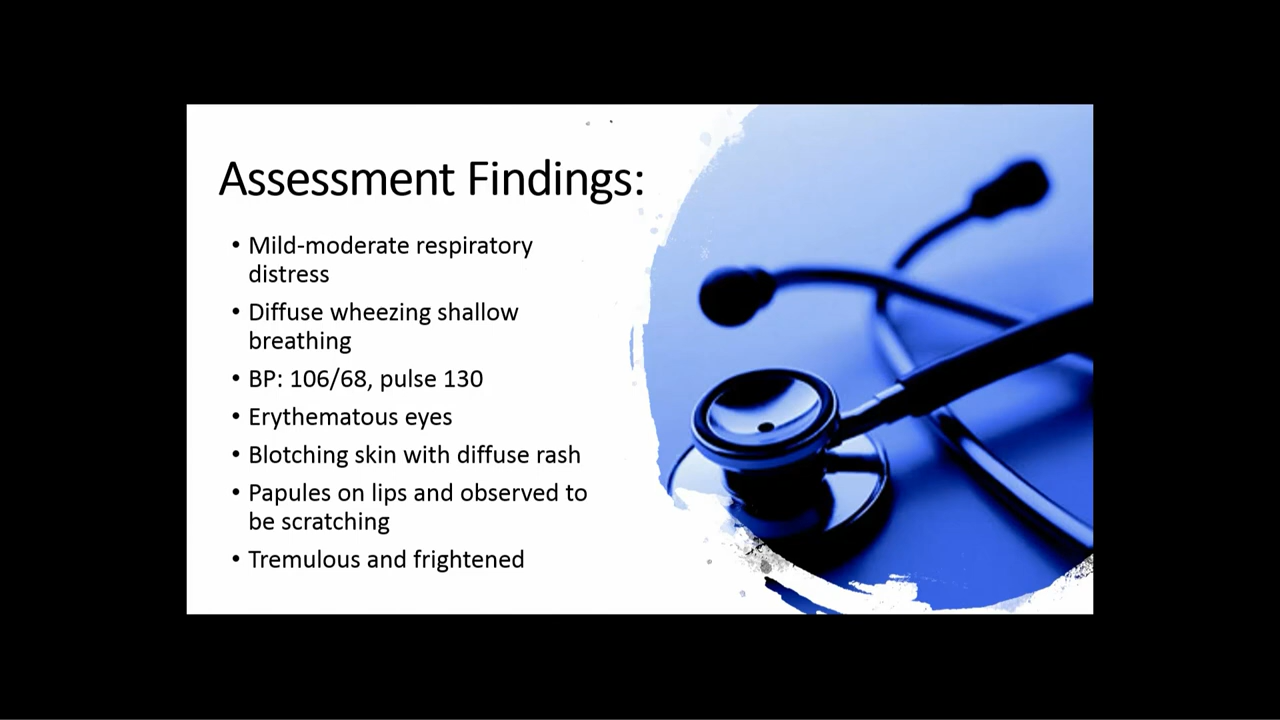 Assessment Findings:
• Mild-moderate respiratory
distress
• Diffuse wheezing shallow
breathing
• BP: 106/68, pulse 130
• Erythematous eyes
• Blotching skin with diffuse rash
• Papules on lips and observed to
be scratching
• Tremulous and frightened